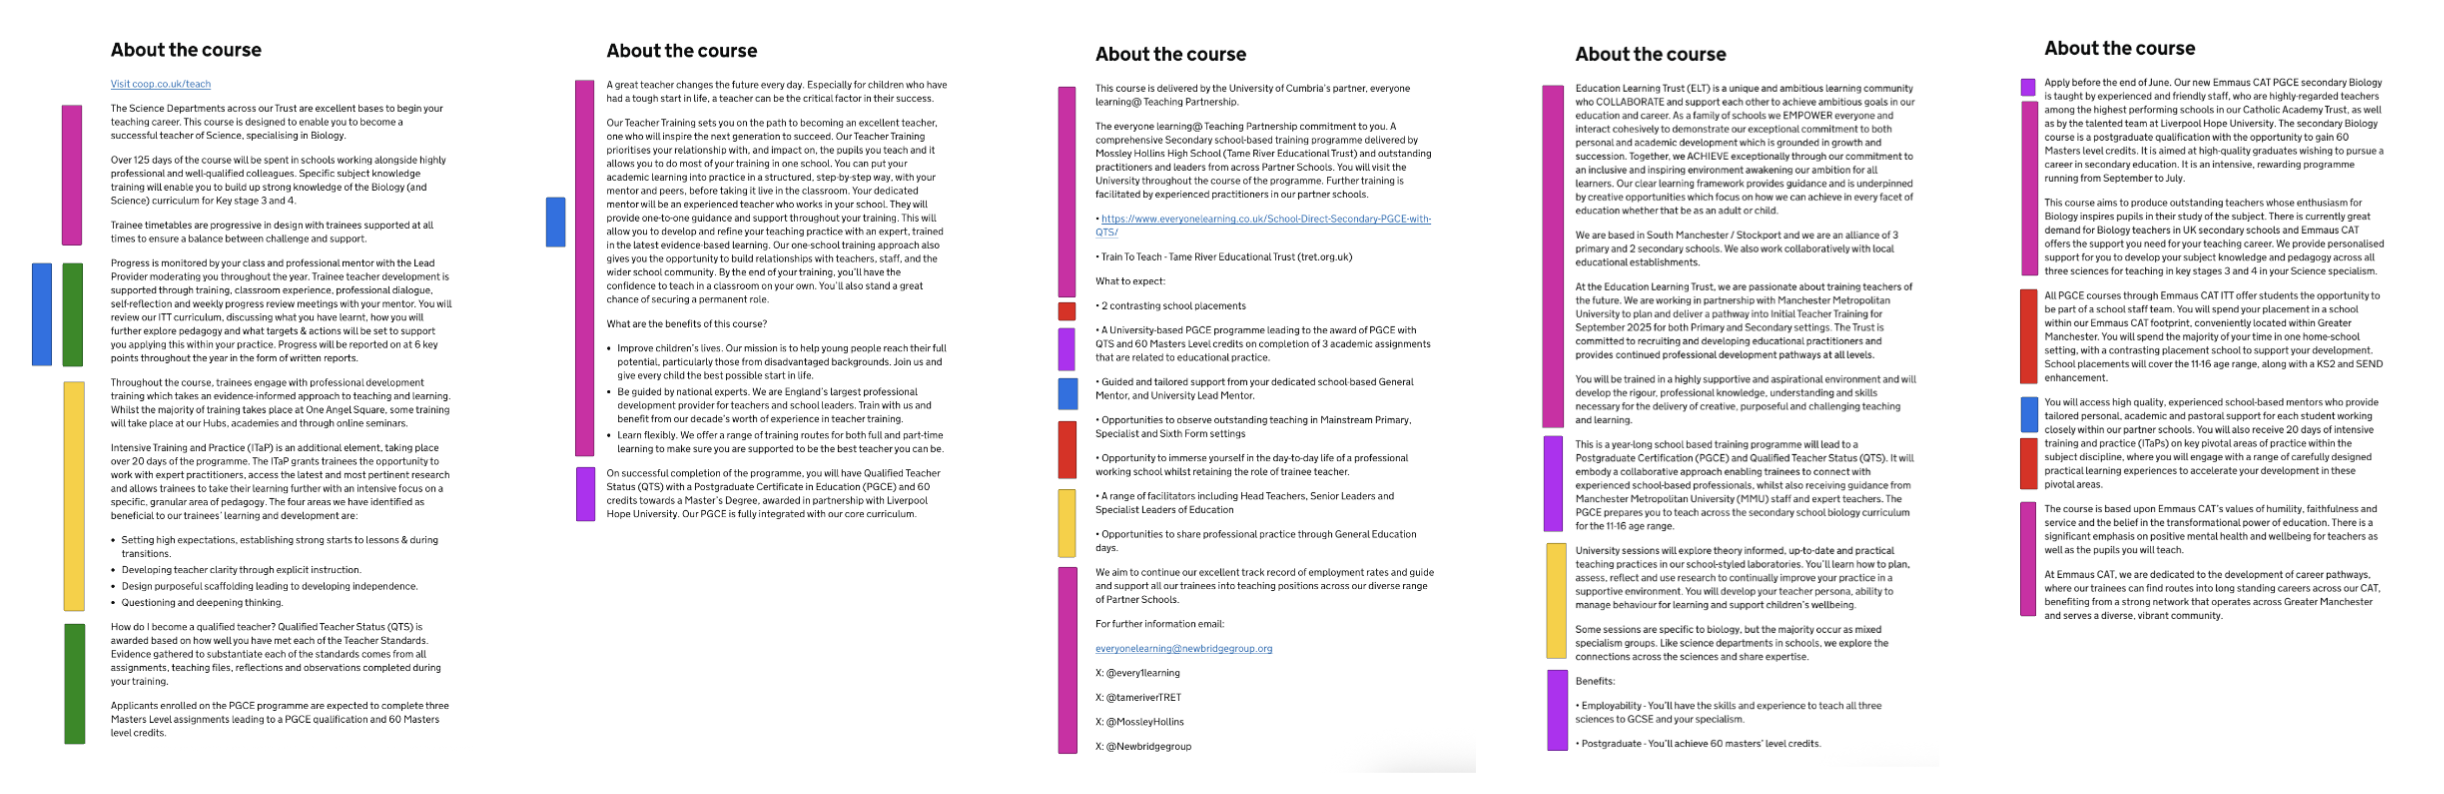 About the course
Visit coop.co.uk/teach
The Science Departments across our Trust are excellent bases to begin your
teaching career. This course is designed to enable you to become a
successful teacher of Science, specialising in Biology.
Over 125 days of the course will be spent in schools working alongside highly
professional and well-qualified colleagues. Specific subject knowledge
training will enable you to build up strong knowledge of the Biology (and
Science) curriculum for Key stage 3 and 4.
Trainee timetables are progressive in design with trainees supported at all
times to ensure a balance between challenge and support.
Progress is monitored by your class and professional mentor with the Lead
Provider moderating you throughout the year. Trainee teacher development is
supported through training, classroom experience, professional dialogue,
self-reflection and weekly progress review meetings with your mentor. You will
review our ITT curriculum, discussing what you have learnt, how you will
further explore pedagogy and what targets & actions will be set to support
you applying this within your practice. Progress will be reported on at 6 key
points throughout the year in the form of written reports.
Throughout the course, trainees engage with professional development
training which takes an evidence-informed approach to teaching and learning.
Whilst the majority of training takes place at One Angel Square, some training
will take place at our Hubs, academies and through online seminars.
Intensive Training and Practice (ITaP) is an additional element, taking place
over 20 days of the programme. The ITaP grants trainees the opportunity to
work with expert practitioners, access the latest and most pertinent research
and allows trainees to take their learning further with an intensive focus on a
specific, granular area of pedagogy. The four areas we have identified as
beneficial to our trainees' learning and development are:
• Setting high expectations, establishing strong starts to lessons & during
transitions.
• Developing teacher clarity through explicit instruction.
• Design purposeful scaffolding leading to developing independence.
• Questioning and deepening thinking.
How do I become a qualified teacher? Qualified Teacher Status (QTS) is
awarded based on how well you have met each of the Teacher Standards.
Evidence gathered to substantiate each of the standards comes from all
assignments, teaching files, reflections and observations completed during
your training.
Applicants enrolled on the PGCE programme are expected to complete three
Masters Level assignments leading to a PGCE qualification and 60 Masters
level credits.
About the course
A great teacher changes the future every day. Especially for children who have
had a tough start in life, a teacher can be the critical factor in their success.
Our Teacher Training sets you on the path to becoming an excellent teacher,
one who will inspire the next generation to succeed. Our Teacher Training
prioritises your relationship with, and impact on, the pupils you teach and it
allows you to do most of your training in one school. You can put your
academic learning into practice in a structured, step-by-step way, with your
mentor and peers, before taking it live in the classroom. Your dedicated
mentor will be an experienced teacher who works in your school. They will
provide one-to-one guidance and support throughout your training. This will
allow you to develop and refine your teaching practice with an expert, trained
in the latest evidence-based learning. Our one-school training approach also
gives you the opportunity to build relationships with teachers, staff, and the
wider school community. By the end of your training, you'll have the
confidence to teach in a classroom on your own. You'll also stand a great
chance of securing a permanent role.
What are the benefits of this course?
• Improve children's lives. Our mission is to help young people reach their full
potential, particularly those from disadvantaged backgrounds. Join us and
give every child the best possible start in life.
• Be guided by national experts. We are England's largest professional
development provider for teachers and school leaders. Train with us and
benefit from our decade's worth of experience in teacher training.
• Learn flexibly. We offer a range of training routes for both full and part-time
learning to make sure you are supported to be the best teacher you can be.
On successful completion of the programme, you will have Qualified Teacher
Status (QTS) with a Postgraduate Certificate in Education (PGCE) and 60
credits towards a Master's Degree, awarded in partnership with Liverpool
Hope University. Our PGCE is fully integrated with our core curriculum.
About the course
This course is delivered by the University of Cumbria's partner, everyone
learning@ Teaching Partnership.
The everyone learning@ Teaching Partnership commitment to you. A
comprehensive Secondary school-based training programme delivered by
Mossley Hollins High School (Tame River Educational Trust) and outstanding
practitioners and leaders from across Partner Schools. You will visit the
University throughout the course of the programme. Further training is
facilitated by experienced practitioners in our partner schools.
• https://www.everyonelearning.co.uk/School-Direct-Secondary-PGCE-with-
QTS/
• Train To Teach - Tame River Educational Trust (tret.org.uk)
What to expect:
• 2 contrasting school placements
• A University-based PGCE programme leading to the award of PGCE with
QTS and 60 Masters Level credits on completion of 3 academic assignments
that are related to educational practice.
• Guided and tailored support from your dedicated school-based General
Mentor, and University Lead Mentor.
• Opportunities to observe outstanding teaching in Mainstream Primary,
Specialist and Sixth Form settings
• Opportunity to immerse yourself in the day-to-day life of a professional
working school whilst retaining the role of trainee teacher.
• A range of facilitators including Head Teachers, Senior Leaders and
Specialist Leaders of Education
• Opportunities to share professional practice through General Education
days.
We aim to continue our excellent track record of employment rates and guide
and support all our trainees into teaching positions across our diverse range
of Partner Schools.
For further information email:
everyonelearning@newbridgegroup.org
X: @every1learning
X: @tameriverTRET
X: @MossleyHollins
X: @Newbridgegroup
About the course
Education Learning Trust (ELT) is a unique and ambitious learning community
who COLLABORATE and support each other to achieve ambitious goals in our
education and career. As a family of schools we EMPOWER everyone and
interact cohesively to demonstrate our exceptional commitment to both
personal and academic development which is grounded in growth and
succession. Together, we ACHIEVE exceptionally through our commitment to
an inclusive and inspiring environment awakening our ambition for all
learners. Our clear learning framework provides guidance and is underpinned
by creative opportunities which focus on how we can achieve in every facet of
education whether that be as an adult or child.
We are based in South Manchester / Stockport and we are an alliance of 3
primary and 2 secondary schools. We also work collaboratively with local
educational establishments.
At the Education Learning Trust, we are passionate about training teachers of
the future. We are working in partnership with Manchester Metropolitan
University to plan and deliver a pathway into Initial Teacher Training for
September 2025 for both Primary and Secondary settings. The Trust is
committed to recruiting and developing educational practitioners and
provides continued professional development pathways at all levels.
You will be trained in a highly supportive and aspirational environment and will
develop the rigour, professional knowledge, understanding and skills
necessary for the delivery of creative, purposeful and challenging teaching
and learning.
This is a year-long school based training programme will lead to a
Postgraduate Certification (PGCE) and Qualified Teacher Status (QTS). It will
embody a collaborative approach enabling trainees to connect with
experienced school-based professionals, whilst also receiving guidance from
Manchester Metropolitan University (MMU) staff and expert teachers. The
PGCE prepares you to teach across the secondary school biology curriculum
for the 11-16 age range.
University sessions will explore theory informed, up-to-date and practical
teaching practices in our school-styled laboratories. You'll learn how to plan,
assess, reflect and use research to continually improve your practice in a
supportive environment. You will develop your teacher persona, ability to
manage behaviour for learning and support children's wellbeing.
Some sessions are specific to biology, but the majority occur as mixed
specialism groups. Like science departments in schools, we explore the
connections across the sciences and share expertise.
Benefits:
• Employability - You'll have the skills and experience to teach all three
sciences to GCSE and your specialism.
• Postgraduate - You'll achieve 60 masters' level credits.
About the course
Apply before the end of June. Our new Emmaus CAT PGCE secondary Biology
is taught by experienced and friendly staff, who are highly-regarded teachers
among the highest performing schools in our Catholic Academy Trust, as well
as by the talented team at Liverpool Hope University. The secondary Biology
course is a postgraduate qualification with the opportunity to gain 60
Masters level credits. It is aimed at high-quality graduates wishing to pursue a
career in secondary education. It is an intensive, rewarding programme
running from September to July.
This course aims to produce outstanding teachers whose enthusiasm for
Biology inspires pupils in their study of the subject. There is currently great
demand for Biology teachers in UK secondary schools and Emmaus CAT
offers the support you need for your teaching career. We provide personalised
support for you to develop your subject knowledge and pedagogy across all
three sciences for teaching in key stages 3 and 4 in your Science specialism.
All PGCE courses through Emmaus CAT ITT offer students the opportunity to
be part of a school staff team. You will spend your placement in a school
within our Emmaus CAT footprint, conveniently located within Greater
Manchester. You will spend the majority of your time in one home-school
setting, with a contrasting placement school to support your development.
School placements will cover the 11-16 age range, along with a KS2 and SEND
enhancement.
You will access high quality, experienced school-based mentors who provide
tailored personal, academic and pastoral support for each student working
closely within our partner schools. You will also receive 20 days of intensive
training and practice (ITaPs) on key pivotal areas of practice within the
subject discipline, where you will engage with a range of carefully designed
practical learning experiences to accelerate your development in these
pivotal areas.
The course is based upon Emmaus CAT's values of humility, faithfulness and
service and the belief in the transformational power of education. There is a
significant emphasis on positive mental health and wellbeing for teachers as
well as the pupils you will teach.
At Emmaus CAT, we are dedicated to the development of career pathways,
where our trainees can find routes into long standing careers across our CAT,
benefiting from a strong network that operates across Greater Manchester
and serves a diverse, vibrant community.